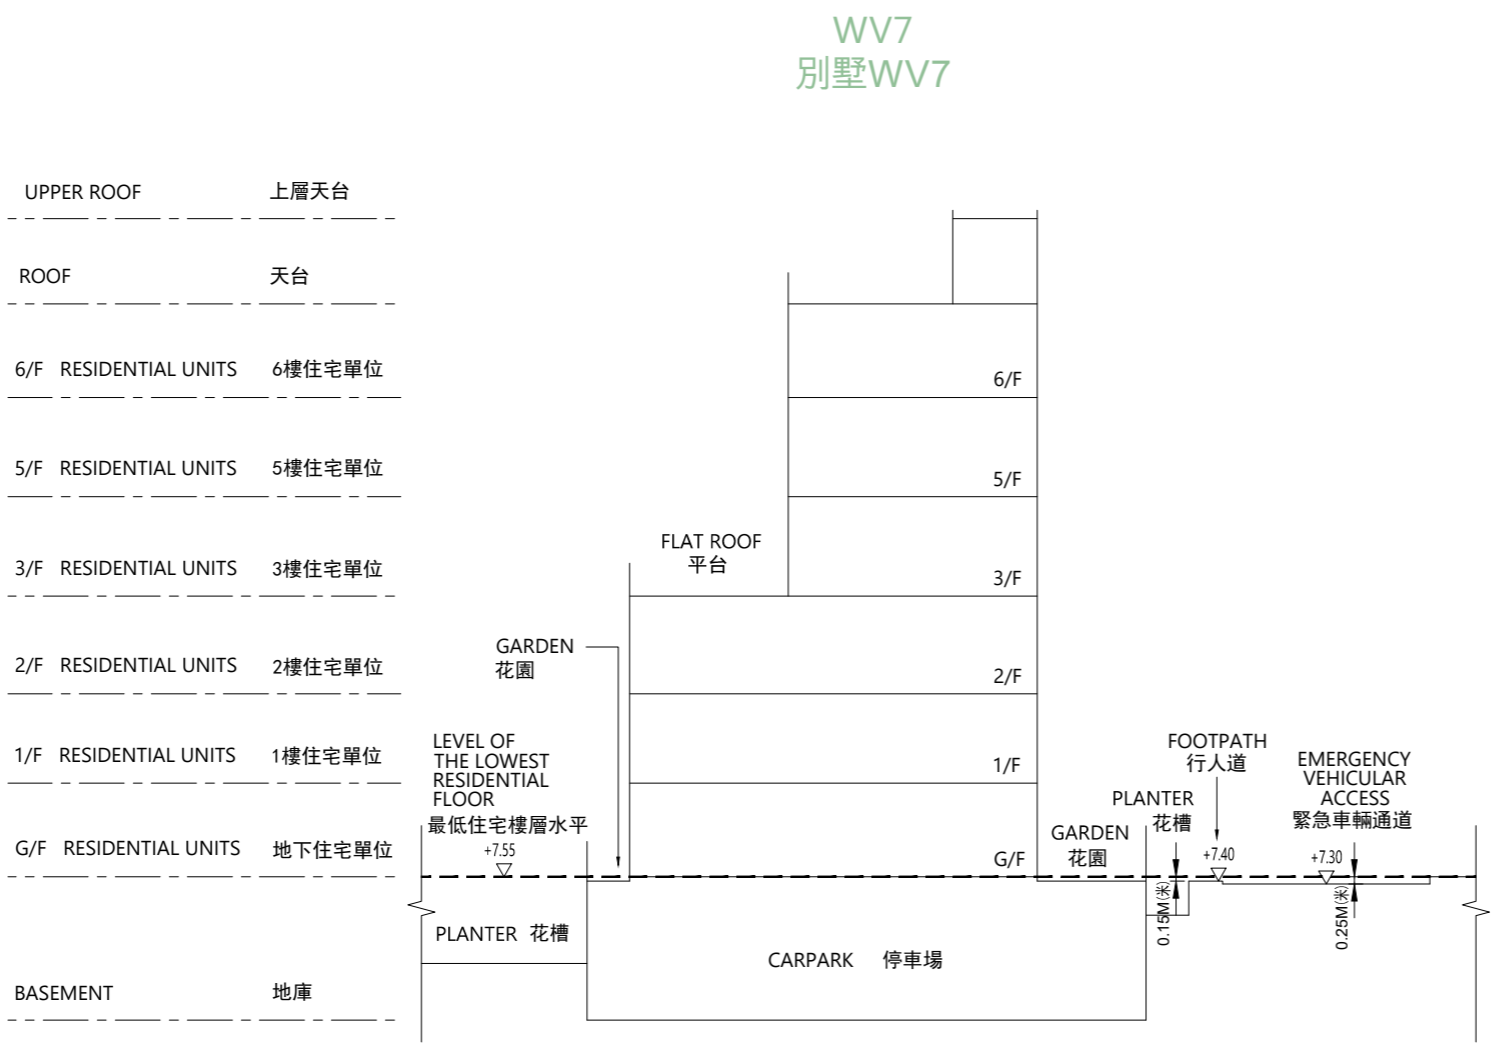 WV7
別墅WV7
UPPER ROOF 上層天台
ROOF 天台
6/F RESIDENTIAL UNITS 6樓住宅單位
6/F
5/F RESIDENTIAL UNITS 5樓住宅單位
5/F
FLAT ROOF
平台
3/F RESIDENTIAL UNITS 3樓住宅單位
3/F
GARDEN
花園
2/F RESIDENTIAL UNITS 2樓住宅單位
2/F
1/F RESIDENTIAL UNITS 1樓住宅單位
1/F
LEVEL OF
THE LOWEST
RESIDENTIAL
FLOOR
最低住宅樓層水平
+7.55
FOOTPATH
行人道
+7.40
EMERGENCY
VEHICULAR
ACCESS
緊急車輛通道
+7.30
PLANTER
花槽
GARDEN
花園
G/F RESIDENTIAL UNITS 地下住宅單位
G/F
0.15M(米)
0.25M(米)
PLANTER 花槽
CARPARK 停車場
BASEMENT 地庫